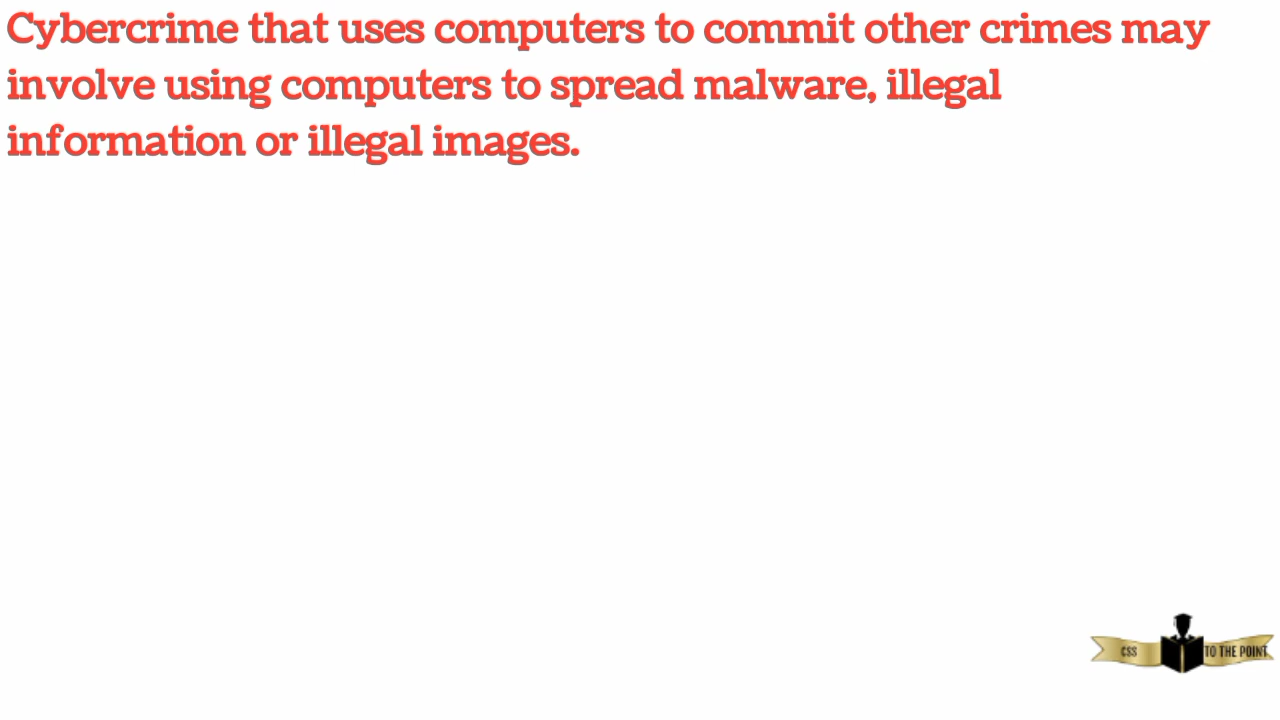 Cybercrime that uses computers to commit other crimes may
involve using computers to spread malware, illegal
information or illegal images.
CSS TO THE POINT